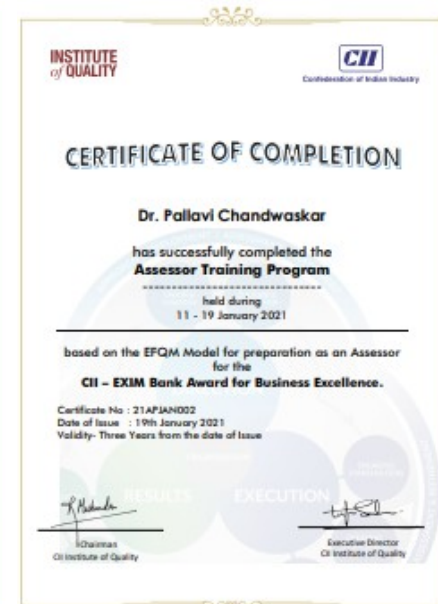 INSTITUTE
of QUALITY
CII
Confederation of Indian Industry
CERTIFICATE OF COMPLETION
Dr. Pallavi Chandwaskar
has successfully completed the
Assessor Training Program
--------------------------------
held during
11 - 19 January 2021
based on the EFQM Model for preparation as an Assessor
for the
CII – EXIM Bank Award for Business Excellence.
Certificate No : 21APJAN002
Date of Issue : 19th January 2021
Validity- Three Years from the date of Issue
RESULTS
EXECUTION
Chairman
CII Institute of Quality
Executive Director
CII Institute of Quality